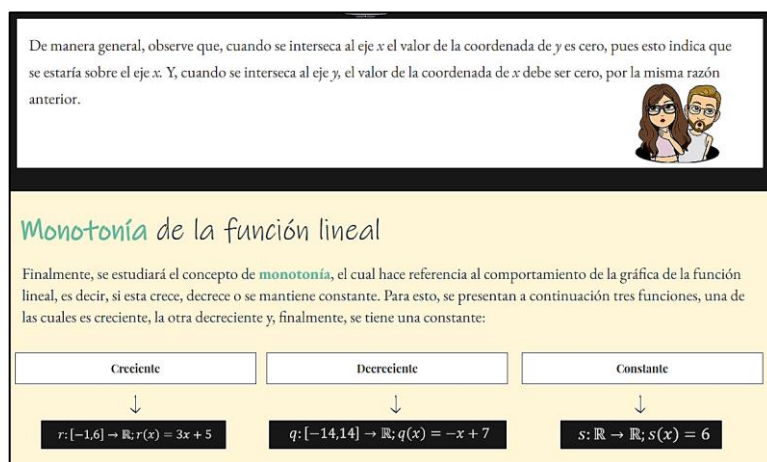 De manera general, observe que, cuando se interseca al eje x el valor de la coordenada de y es cero, pues esto indica que
se estaría sobre el eje x. Y, cuando se interseca al eje y, el valor de la coordenada de x debe ser cero, por la misma razón
anterior.
Monotonía de la función lineal
Finalmente, se estudiará el concepto de monotonía, el cual hace referencia al comportamiento de la gráfica de la función
lineal, es decir, si esta crece, decrece o se mantiene constante. Para esto, se presentan a continuación tres funciones, una de
las cuales es creciente, la otra decreciente y, finalmente, se tiene una constante:
Creciente Decreciente Constante
↓ ↓ ↓
r: [−1,6] → ℝ; r(x) = 3x + 5 q: [−14,14] → ℝ; q(x) = −x + 7 s: ℝ → ℝ; s(x) = 6